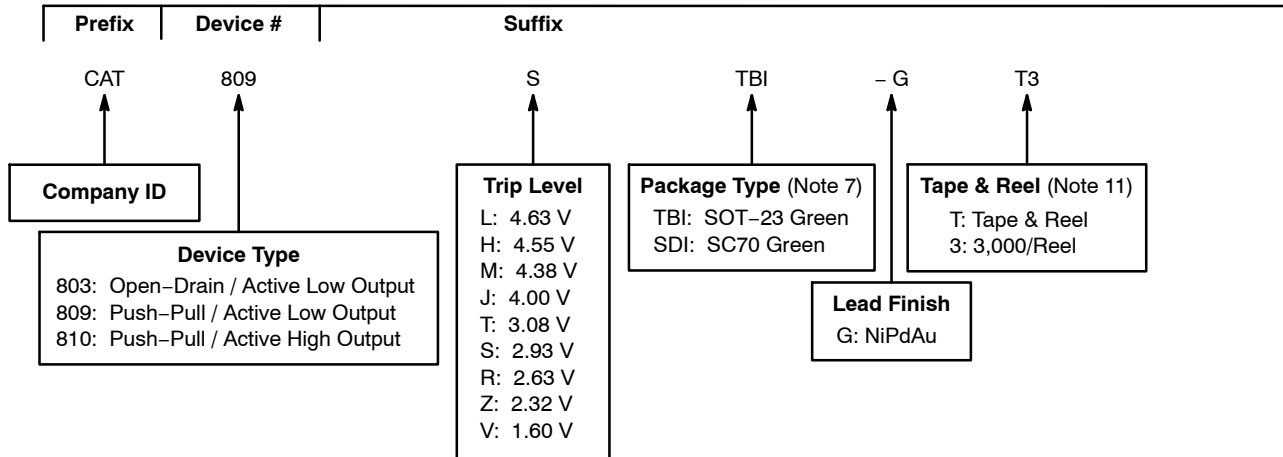 Prefix Device # Suffix
CAT 809 S TBI – G T3
Company ID
Device Type
803: Open–Drain / Active Low Output
809: Push–Pull / Active Low Output
810: Push–Pull / Active High Output
Trip Level
L: 4.63 V
H: 4.55 V
M: 4.38 V
J: 4.00 V
T: 3.08 V
S: 2.93 V
R: 2.63 V
Z: 2.32 V
V: 1.60 V
Package Type (Note 7)
TBI: SOT–23 Green
SDI: SC70 Green
Lead Finish
G: NiPdAu
Tape & Reel (Note 11)
T: Tape & Reel
3: 3,000/Reel